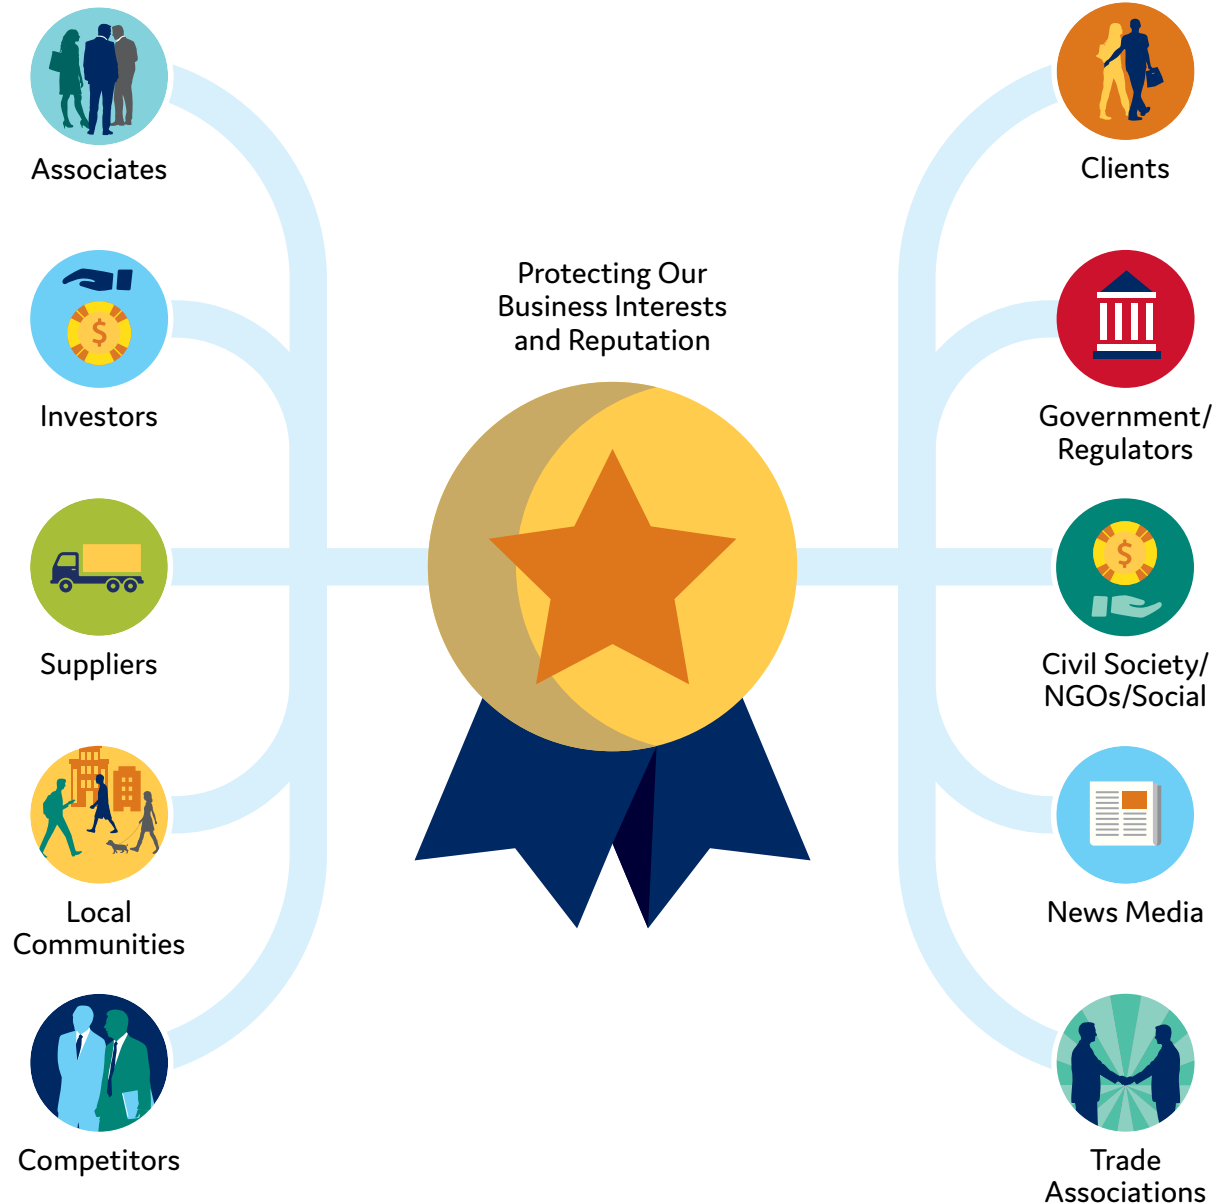 Associates
Investors
Suppliers
Local
Communities
Competitors
Protecting Our
Business Interests
and Reputation
$
$
Clients
Government/
Regulators
Civil Society/
NGOs/Social
News Media
Trade
Associations